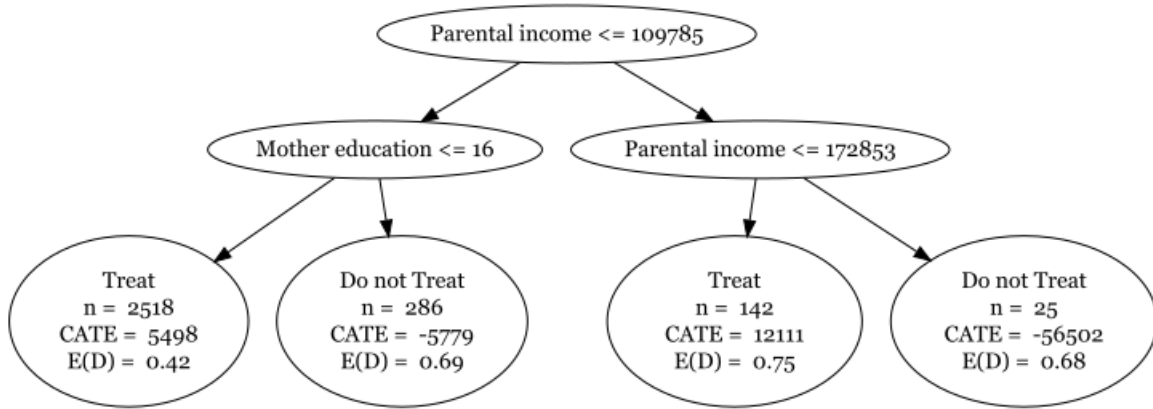 Parental income <= 109785
Mother education <= 16
Parental income <= 172853
Treat
n = 2518
CATE = 5498
E(D) = 0.42
Do not Treat
n = 286
CATE = -5779
E(D) = 0.69
Treat
n = 142
CATE = 12111
E(D) = 0.75
Do not Treat
n = 25
CATE = -56502
E(D) = 0.68